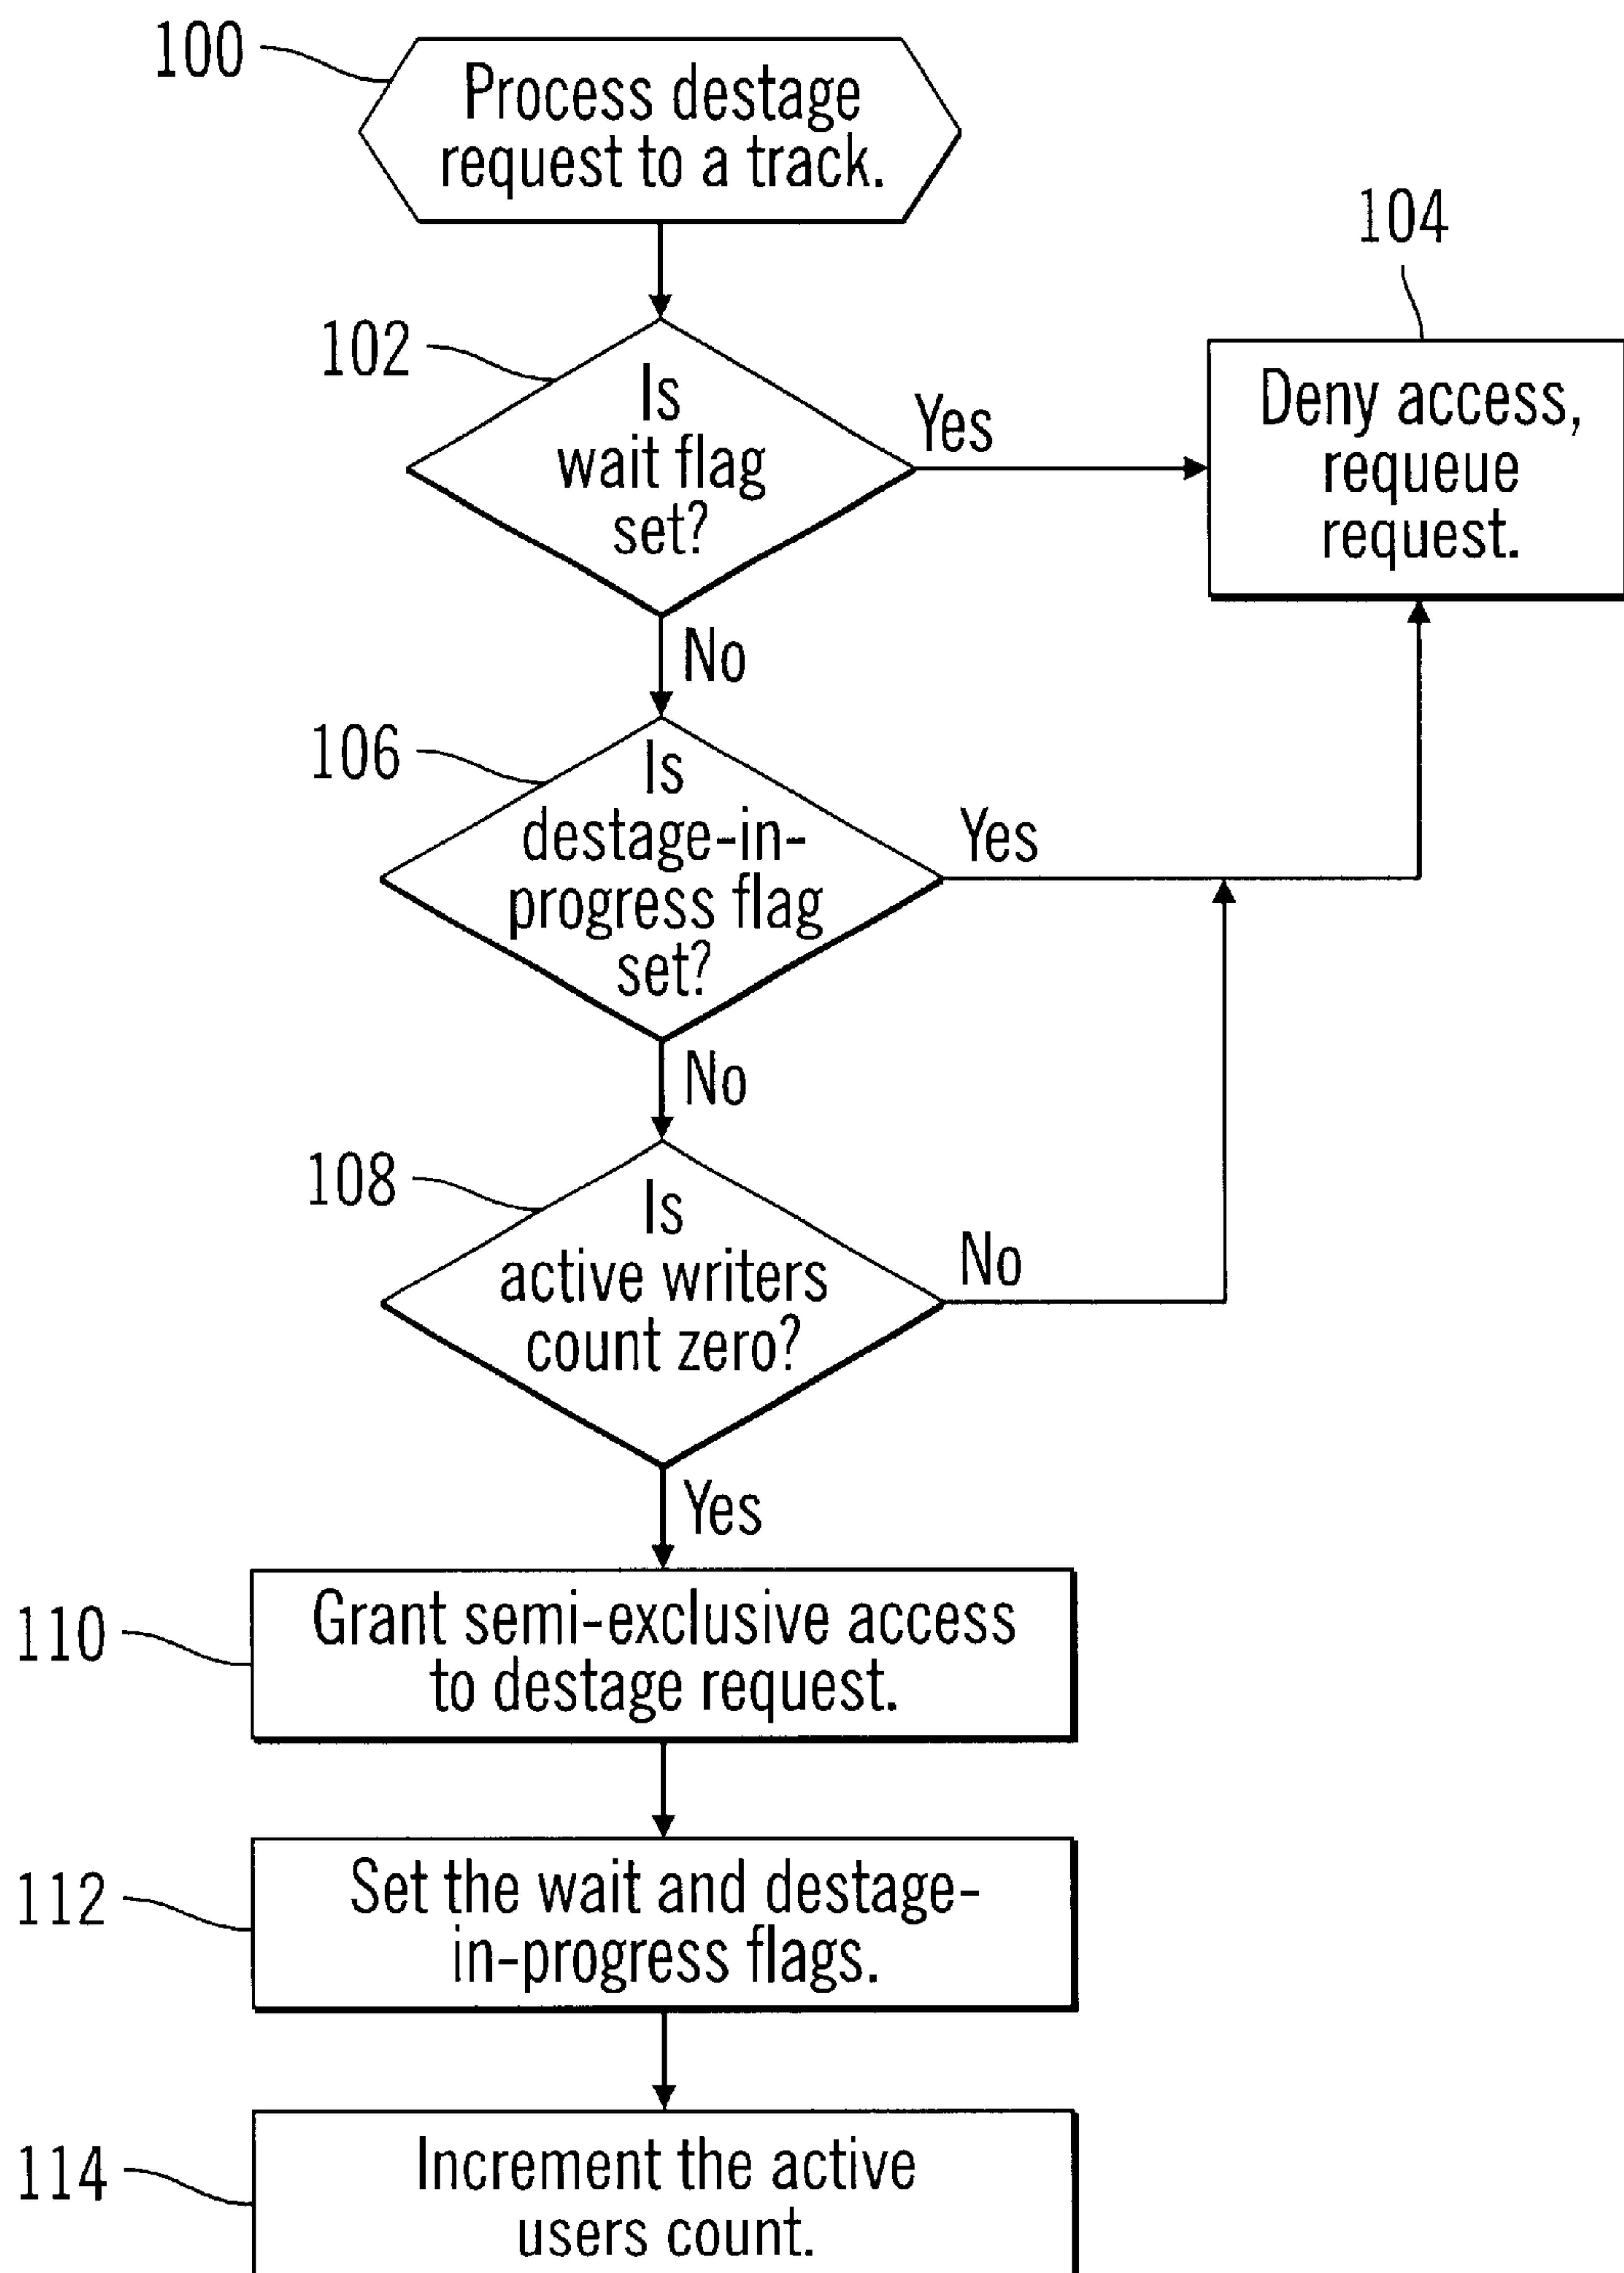 100
Process destage
request to a track.
104
102
Is
wait flag
set?
Yes
Deny access,
requeue
request.
No
106
Is
destage-in-
progress flag
set?
Yes
No
108
Is
active writers
count zero?
No
Yes
110
Grant semi-exclusive access
to destage request.
112
Set the wait and destage-
in-progress flags.
114
Increment the active
users count.